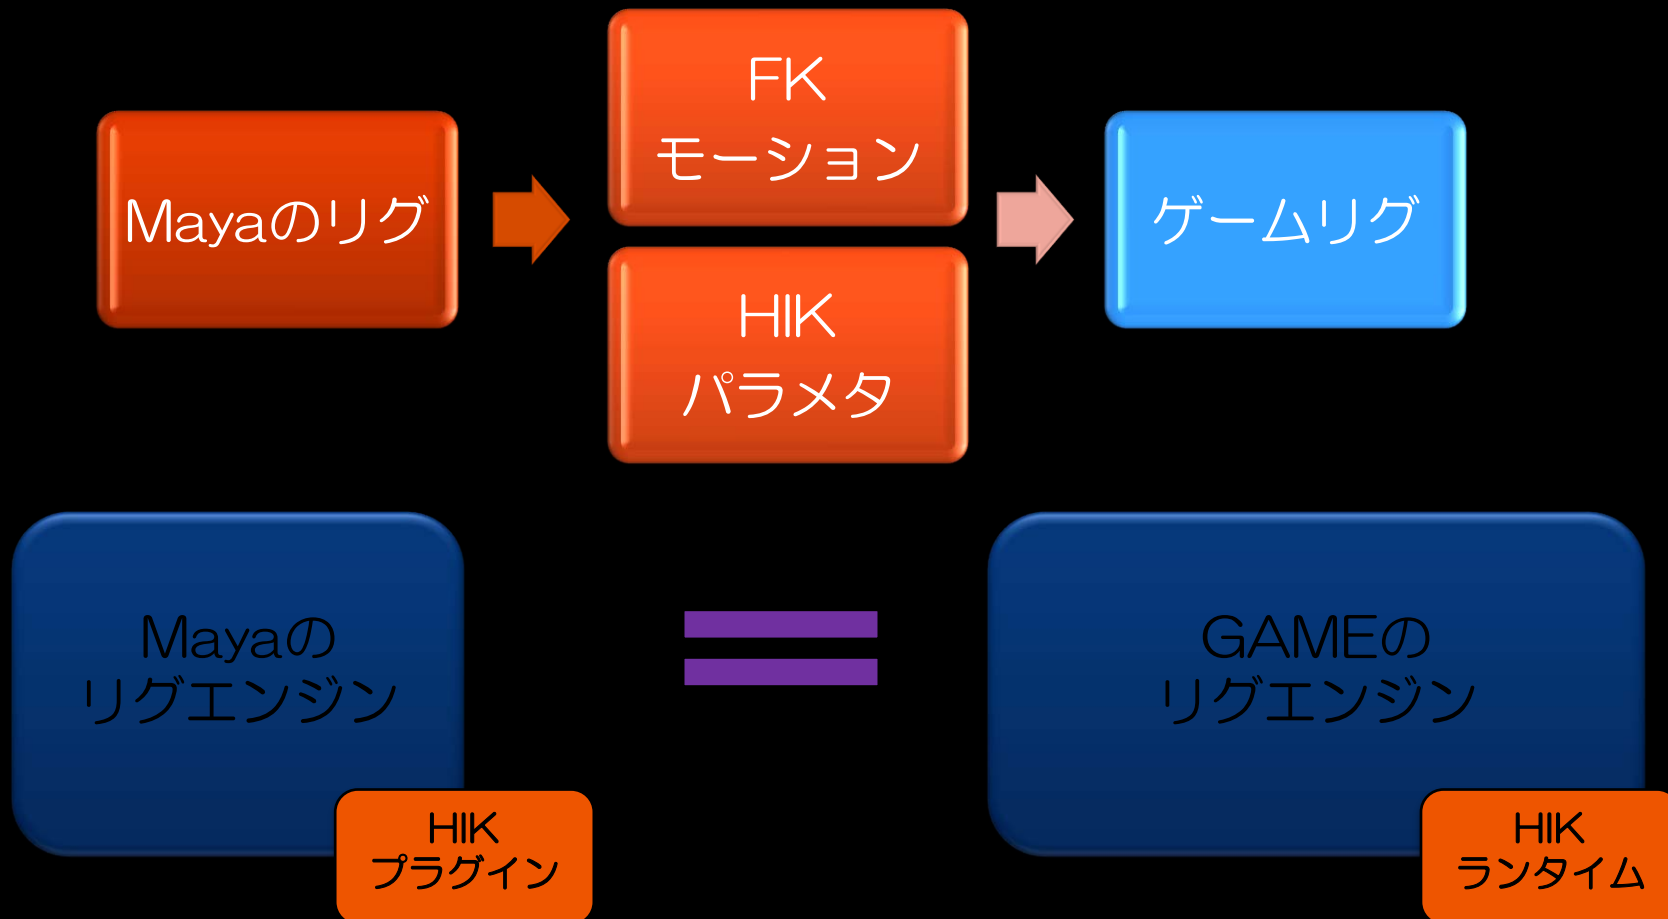 Mayaのリグ
FK
モーション
HIK
パラメタ
ゲームリグ
Mayaの
リグエンジン
HIK
プラグイン
GAMEの
リグエンジン
HIK
ランタイム